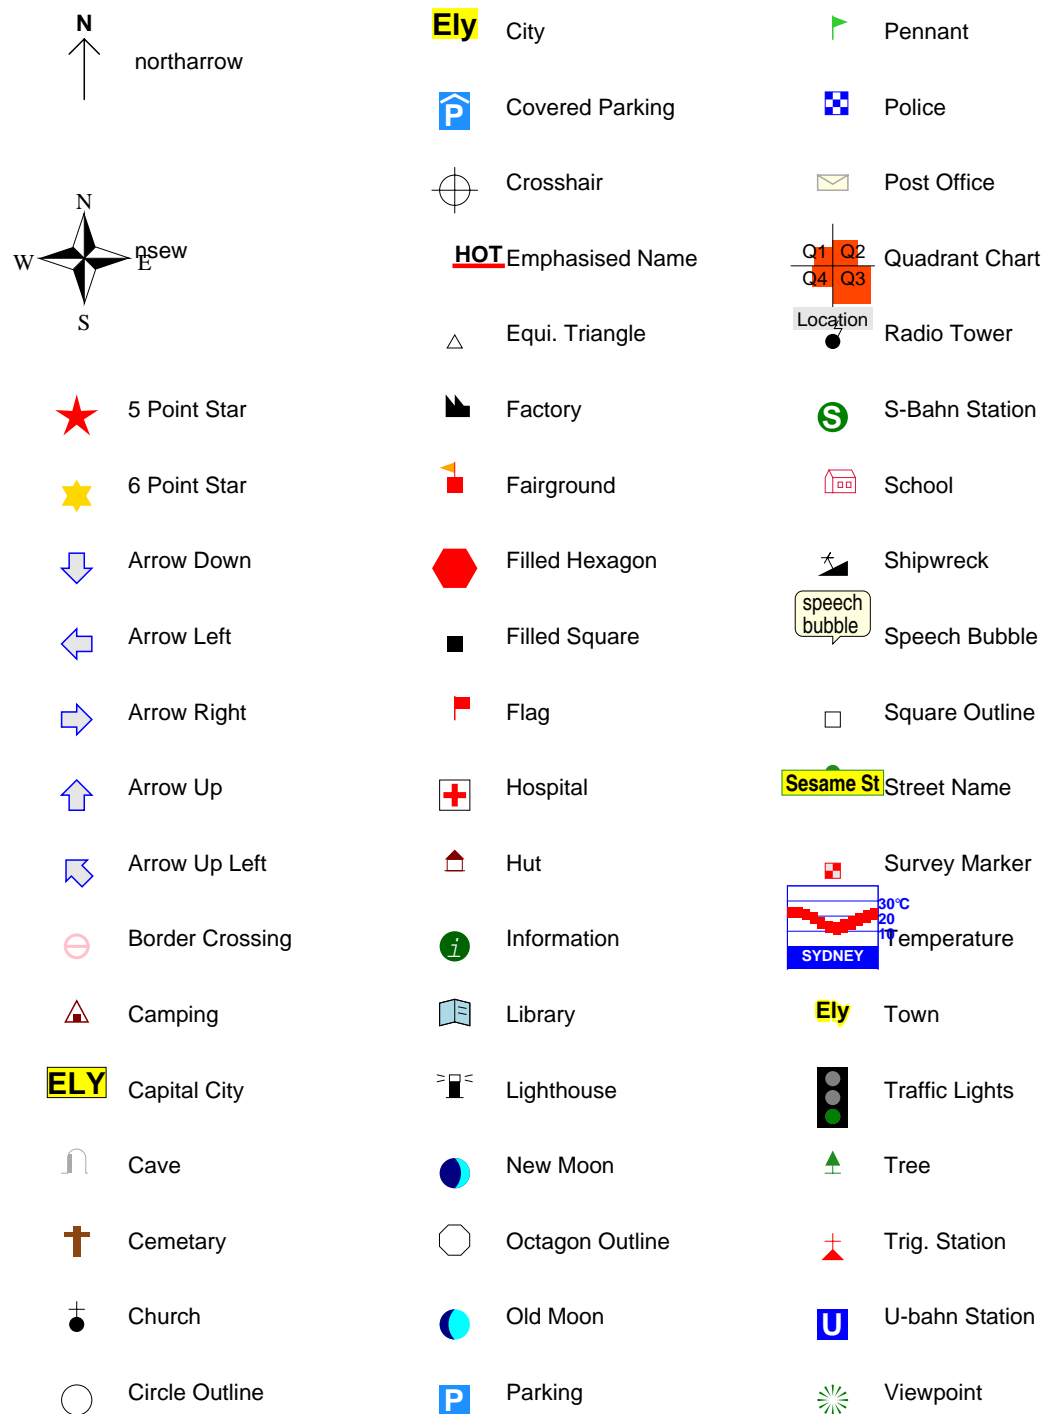 N
northarrow
N
W
E
S
nsew
5 Point Star
6 Point Star
Arrow Down
Arrow Left
Arrow Right
Arrow Up
Arrow Up Left
Border Crossing
Camping
ELY
Capital City
Cave
Cemetary
Church
Circle Outline
Ely
City
P
Covered Parking
Crosshair
HOT
Emphasised Name
Equi. Triangle
Factory
Fairground
Filled Hexagon
Filled Square
Flag
Hospital
Hut
i
Information
Library
Lighthouse
New Moon
Octagon Outline
Old Moon
P
Parking
Pennant
Police
Post Office
Q1 Q2
Q4 Q3
Location
Quadrant Chart
Radio Tower
S
S-Bahn Station
School
Shipwreck
speech
bubble
Speech Bubble
Square Outline
Sesame St
Street Name
Survey Marker
30°C
20
10
SYDNEY
Temperature
Ely
Town
Traffic Lights
Tree
Trig. Station
U
U-bahn Station
Viewpoint